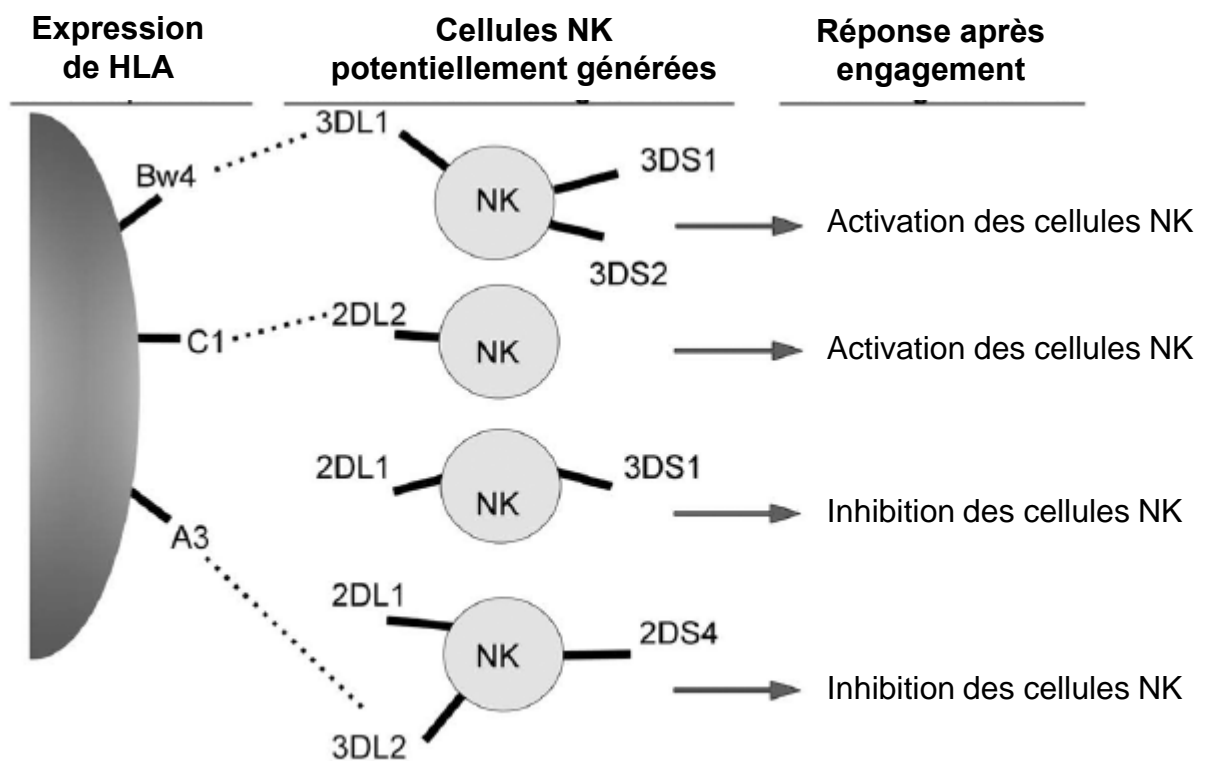 Expression
de HLA
Cellules NK
potentiellement générées
Réponse après
engagement
3DL1
Bw4
NK
3DS1
3DS2
Activation des cellules NK
C1
2DL2
NK
Activation des cellules NK
2DL1
NK
3DS1
Inhibition des cellules NK
A3
2DL1
NK
2DS4
3DL2
Inhibition des cellules NK